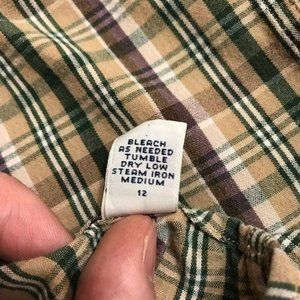 BLEACH
AS NEEDED
TUMBLE
DRY LOW
STEAM IRON
MEDIUM
12